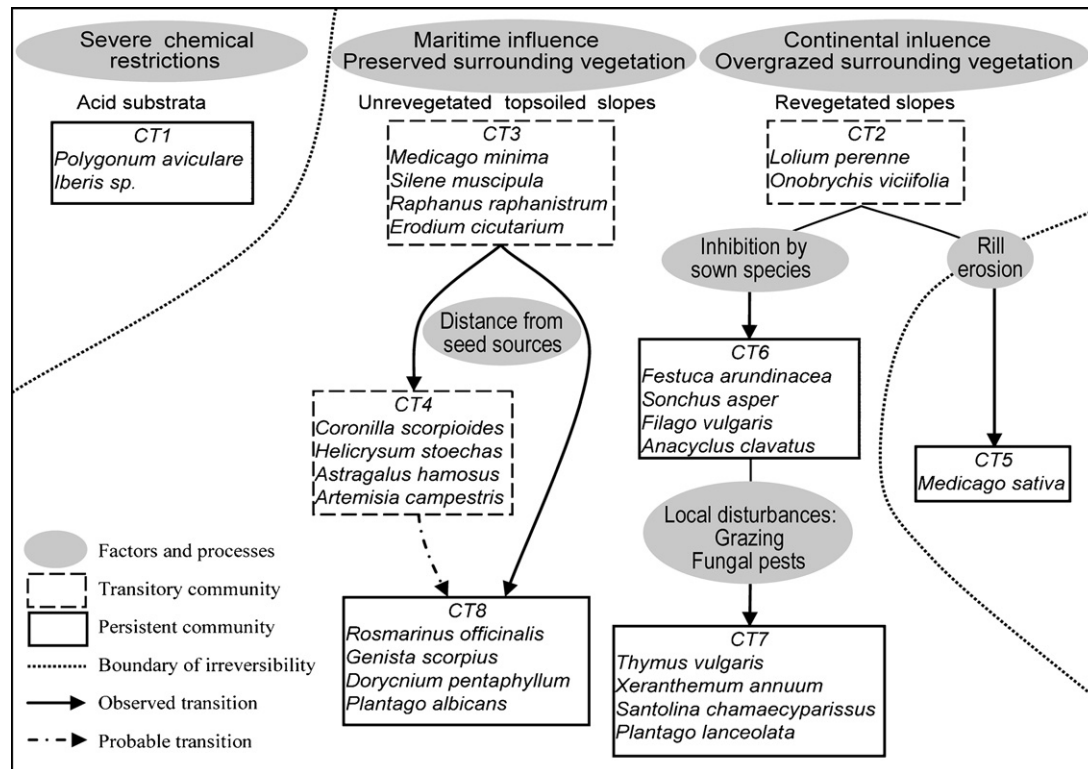 Severe chemical
restrictions
Acid substrata
CT1
Polygonum aviculare
Iberis sp.
Maritime influence
Preserved surrounding vegetation
Unrevegetated topsoiled slopes
CT3
Medicago minima
Silene muscipula
Raphanus raphanistrum
Erodium cicutarium
Distance from
seed sources
CT4
Coronilla scorpioides
Helicrysum stoechas
Astragalus hamosus
Artemisia campestris
CT8
Rosmarinus officinalis
Genista scorpius
Dorycnium pentaphyllum
Plantago albicans
Continental inluence
Overgrazed surrounding vegetation
Revegetated slopes
CT2
Lolium perenne
Onobrychis viciifolia
Inhibition by
sown species
Rill
erosion
CT6
Festuca arundinacea
Sonchus asper
Filago vulgaris
Anacyclus clavatus
CT5
Medicago sativa
Local disturbances:
Grazing
Fungal pests
CT7
Thymus vulgaris
Xeranthemum annuum
Santolina chamaecyparissus
Plantago lanceolata
Factors and processes
Transitory community
Persistent community
Boundary of irreversibility
Observed transition
Probable transition